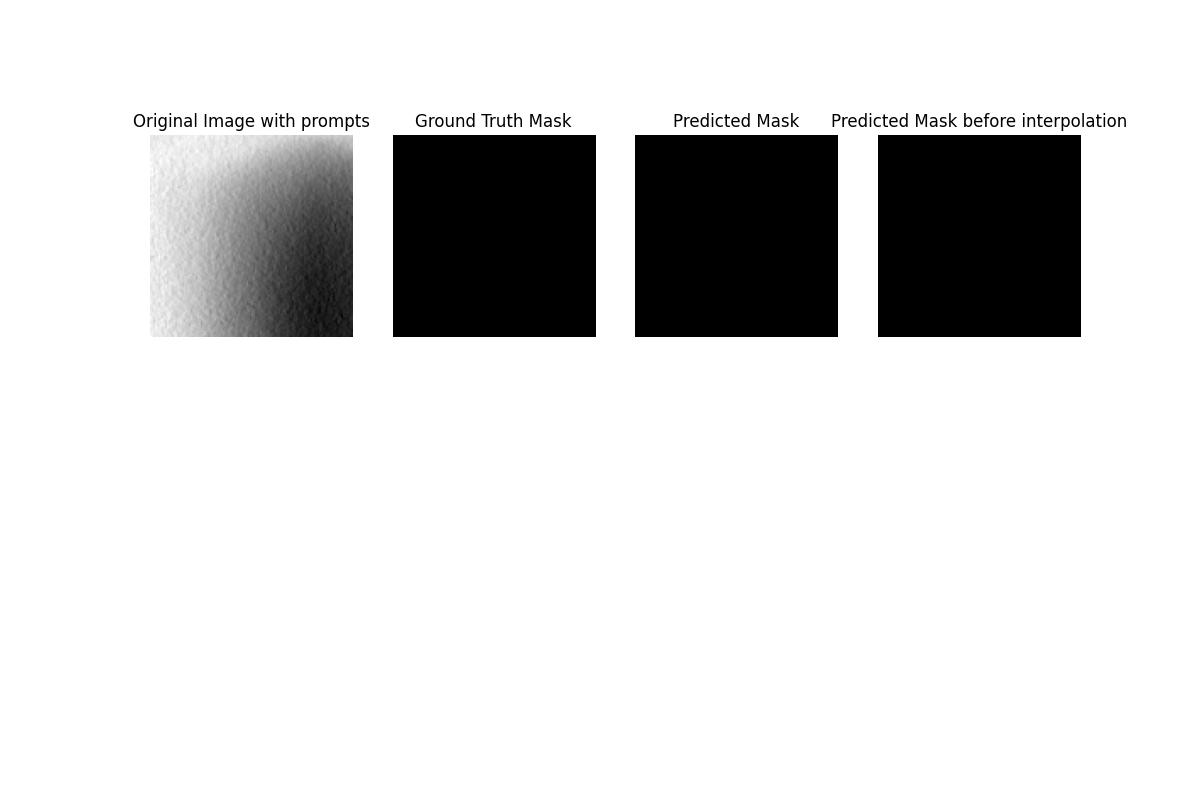 Original Image with prompts
Ground Truth Mask
Predicted Mask
Predicted Mask before interpolation